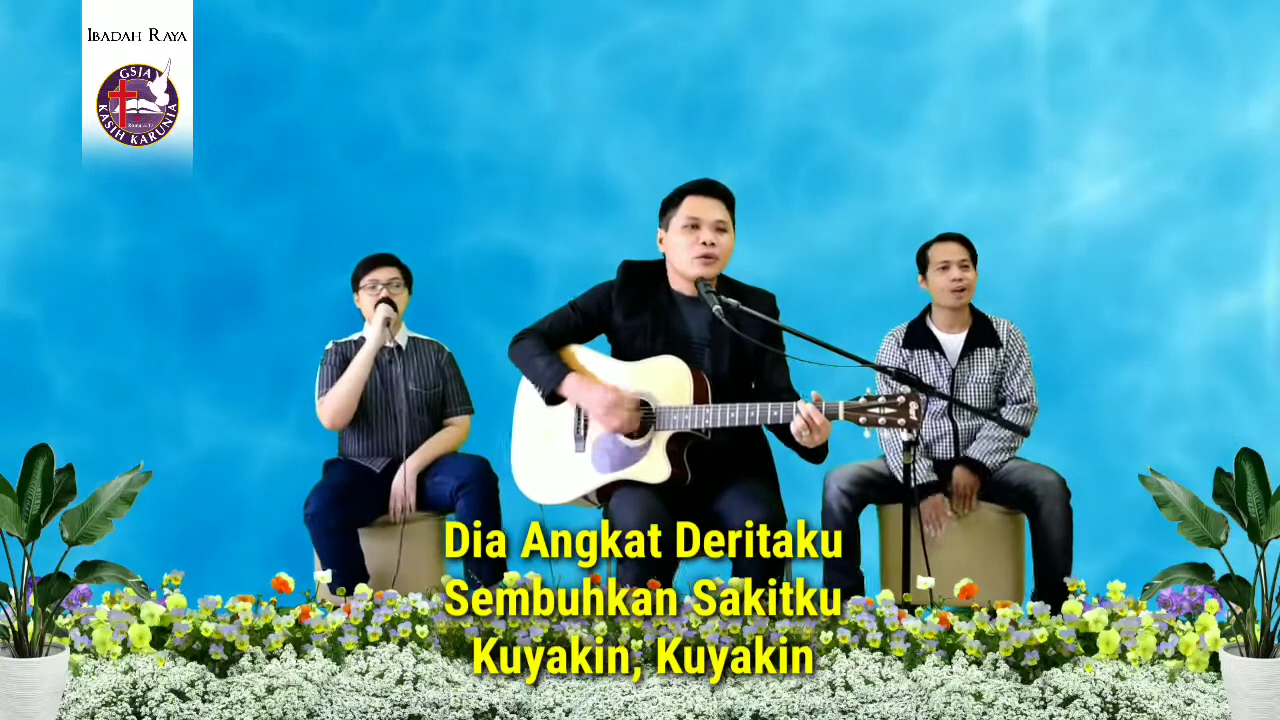 IBADAH RAYA
GSJA
KASIH KARUNIA
Dia Angkat Deritaku
Sembuhkan Sakitku
Kuyakin, Kuyakin